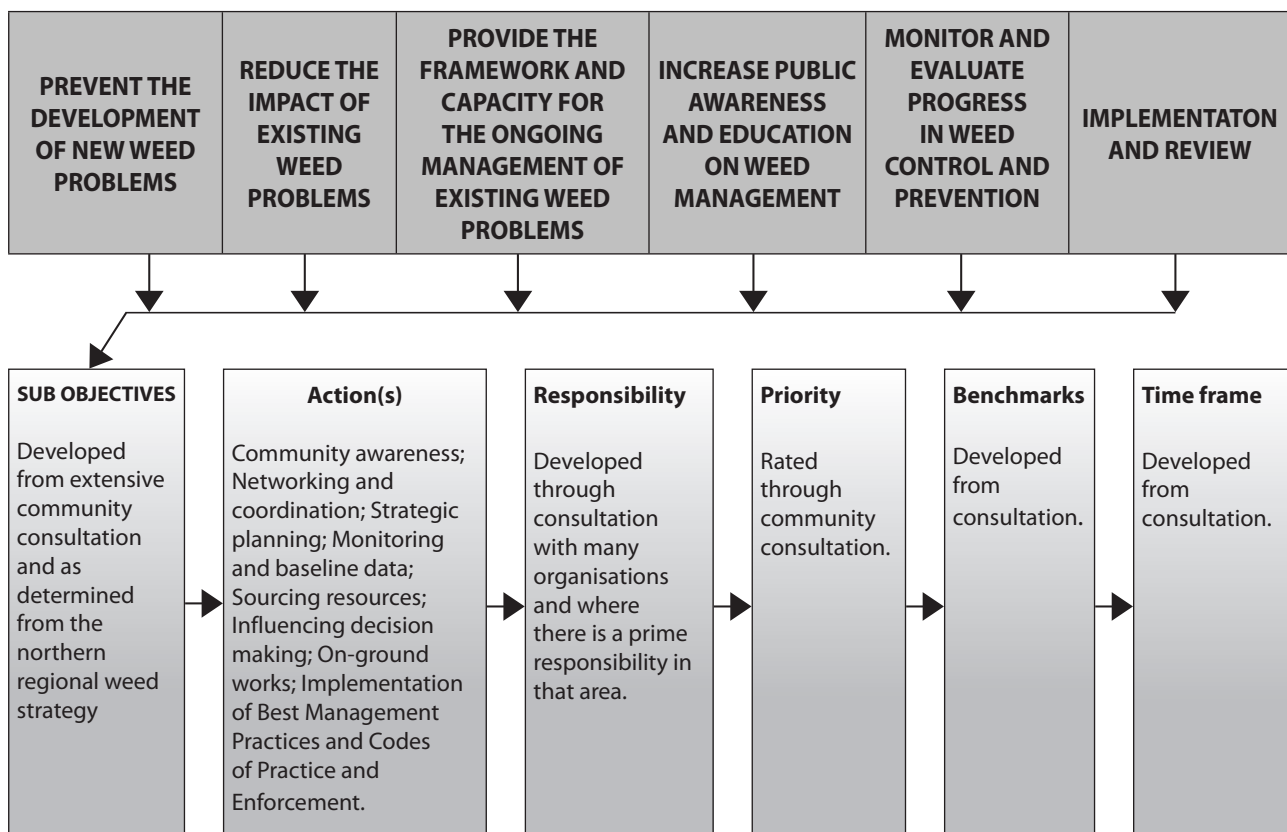 PREVENT THE
DEVELOPMENT
OF NEW WEED
PROBLEMS
REDUCE THE
IMPACT OF
EXISTING
WEED
PROBLEMS
PROVIDE THE
FRAMEWORK AND
CAPACITY FOR
THE ONGOING
MANAGEMENT OF
EXISTING WEED
PROBLEMS
INCREASE PUBLIC
AWARENESS
AND EDUCATION
ON WEED
MANAGEMENT
MONITOR AND
EVALUATE
PROGRESS
IN WEED
CONTROL AND
PREVENTION
IMPLEMENTATON
AND REVIEW
SUB OBJECTIVES
Developed
from extensive
community
consultation
and as
determined
from the
northern
regional weed
strategy
Action(s)
Community awareness;
Networking and
coordination; Strategic
planning; Monitoring
and baseline data;
Sourcing resources;
Influencing decision
making; On-ground
works; Implementation
of Best Management
Practices and Codes
of Practice and
Enforcement.
Responsibility
Developed
through
consultation
with many
organisations
and where
there is a prime
responsibility in
that area.
Priority
Rated
through
community
consultation.
Benchmarks
Developed
from
consultation.
Time frame
Developed
from
consultation.